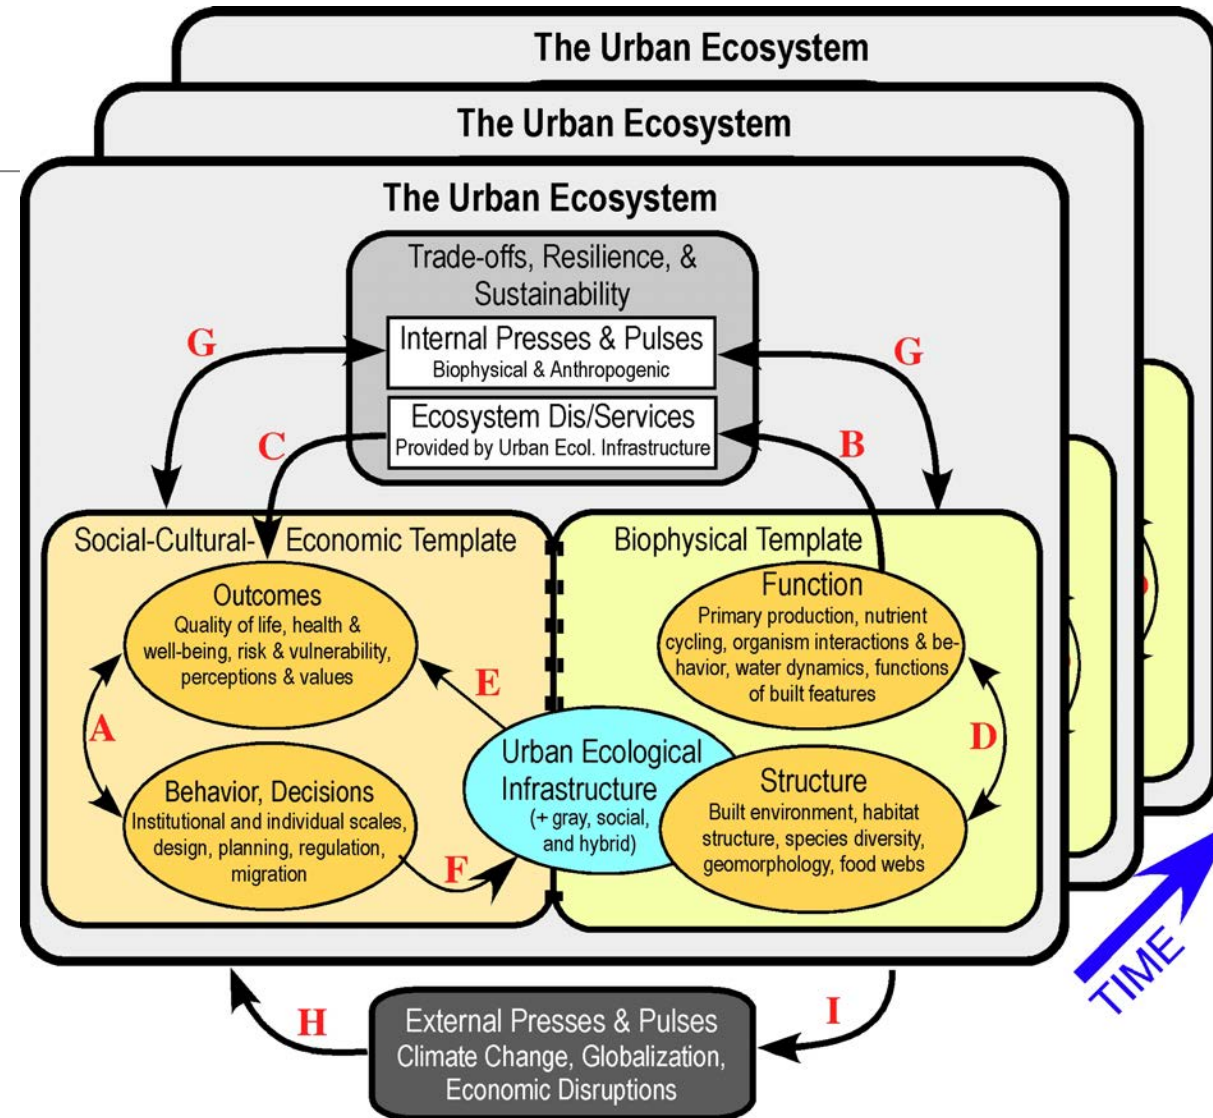 The Urban Ecosystem
The Urban Ecosystem
The Urban Ecosystem
Trade-offs, Resilience, &
Sustainability
Internal Presses & Pulses
Biophysical & Anthropogenic
Ecosystem Dis/Services
Provided by Urban Ecol. Infrastructure
G
G
C
B
Social-Cultural- Economic Template
Outcomes
Quality of life, health &
well-being, risk & vulnerability,
perceptions & values
A
E
Behavior, Decisions
Institutional and individual scales,
design, planning, regulation,
migration
F
Urban Ecological
Infrastructure
(+ gray, social,
and hybrid)
Biophysical Template
Function
Primary production, nutrient
cycling, organism interactions & be-
havior, water dynamics, functions
of built features
D
Structure
Built environment, habitat
structure, species diversity,
geomorphology, food webs
H
External Presses & Pulses
Climate Change, Globalization,
Economic Disruptions
I
TIME